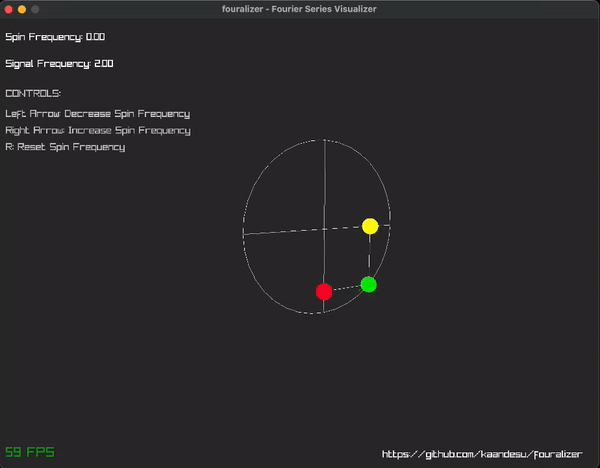 fouralizer - Fourier Series Visualizer
Spin Frequency: 0.00
Signal Frequency: 2.00
CONTROLS:
Left Arrow: Decrease Spin Frequency
Right Arrow: Increase Spin Frequency
R: Reset Spin Frequency
59 FPS
https://github.com/kaandesu/fouralizer